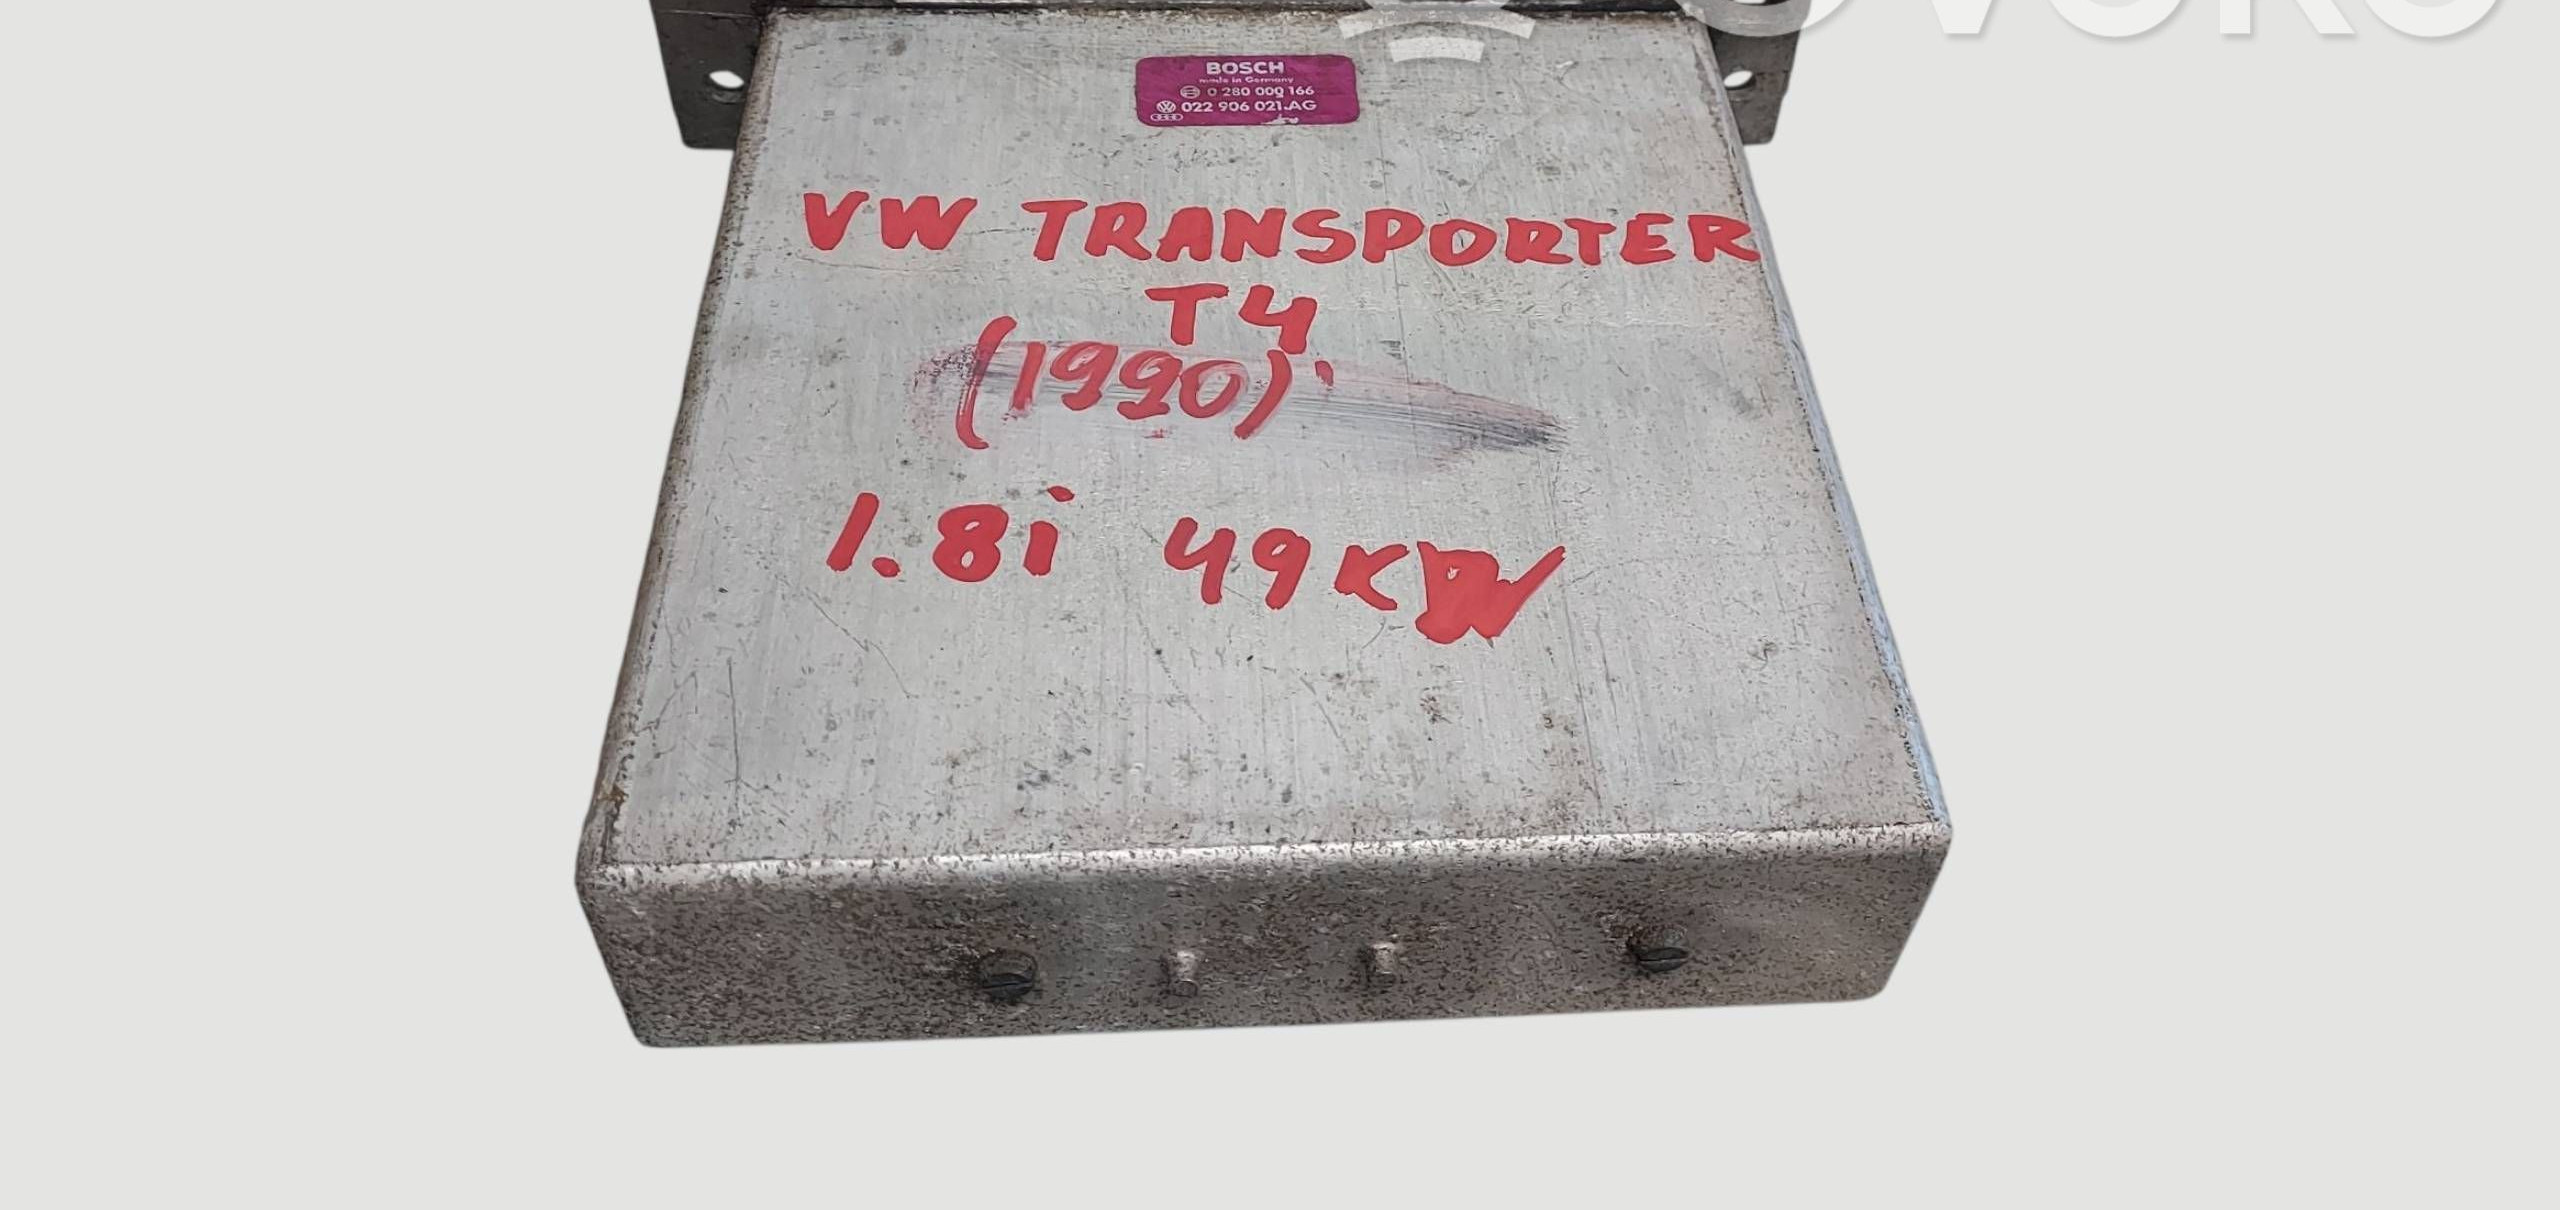 BOSCH
made in Germany
0 280 000 166
022 906 021.AG
VW TRANSPORTER
T4
(1990)
1.8i 49KW